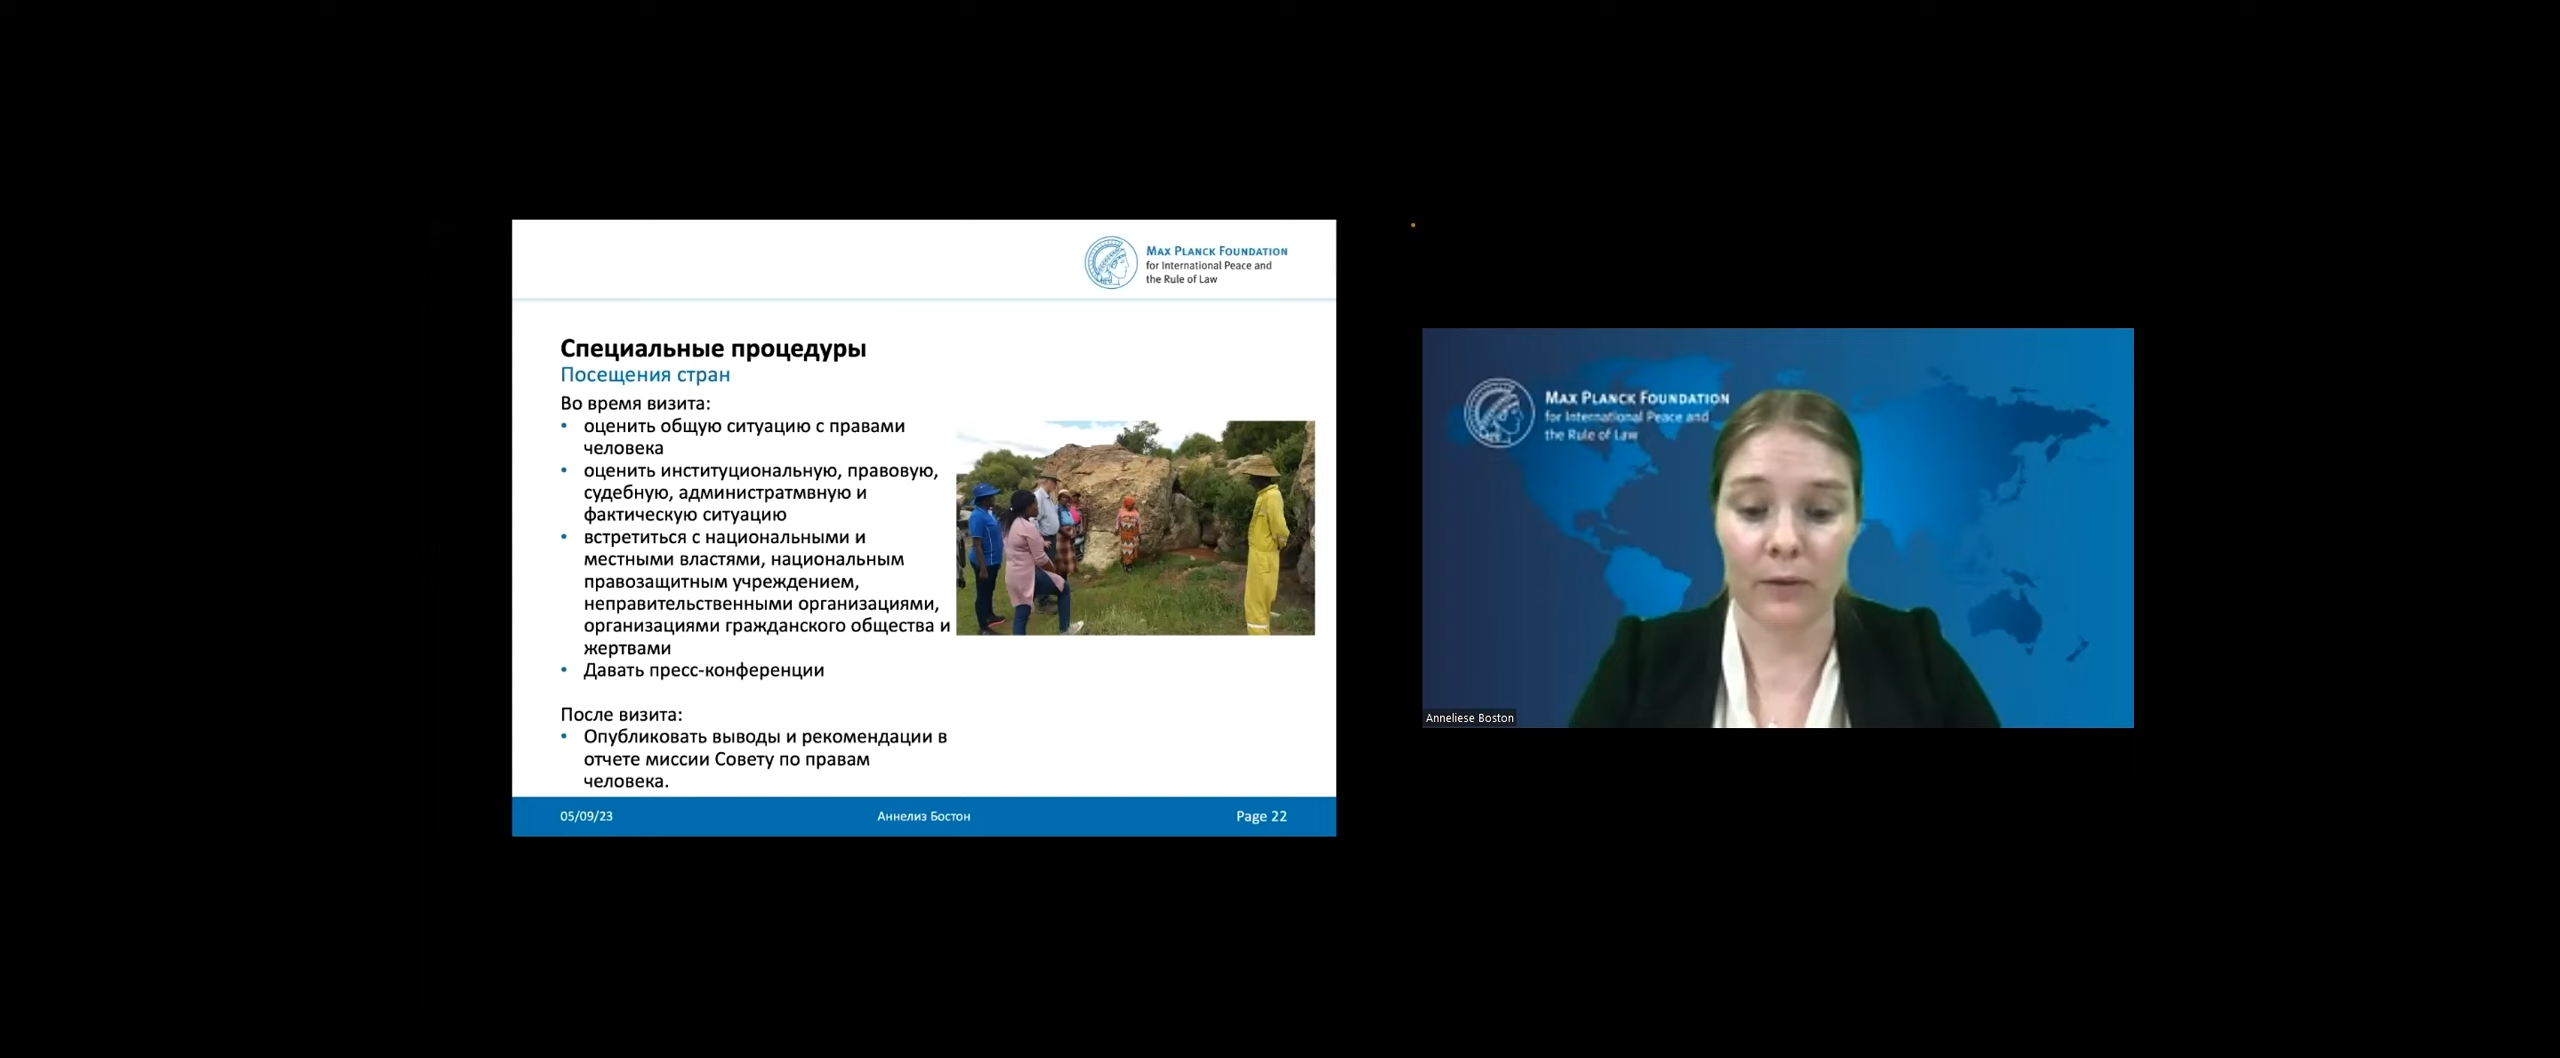 MAX PLANCK FOUNDATION
for International Peace and
the Rule of Law
Специальные процедуры
Посещения стран
Во время визита:
• оценить общую ситуацию с правами
человека
• оценить институциональную, правовую,
судебную, административную и
фактическую ситуацию
• встретиться с национальными и
местными властями, национальным
правозащитным учреждением,
неправительственными организациями,
организациями гражданского общества и
жертвами
• Давать пресс-конференции
После визита:
• Опубликовать выводы и рекомендации в
отчете миссии Совету по правам
человека.
05/09/23
Аннелиз Бостон
Page 22
MAX PLANCK FOUNDATION
for International Peace and
the Rule of Law
Anneliese Boston